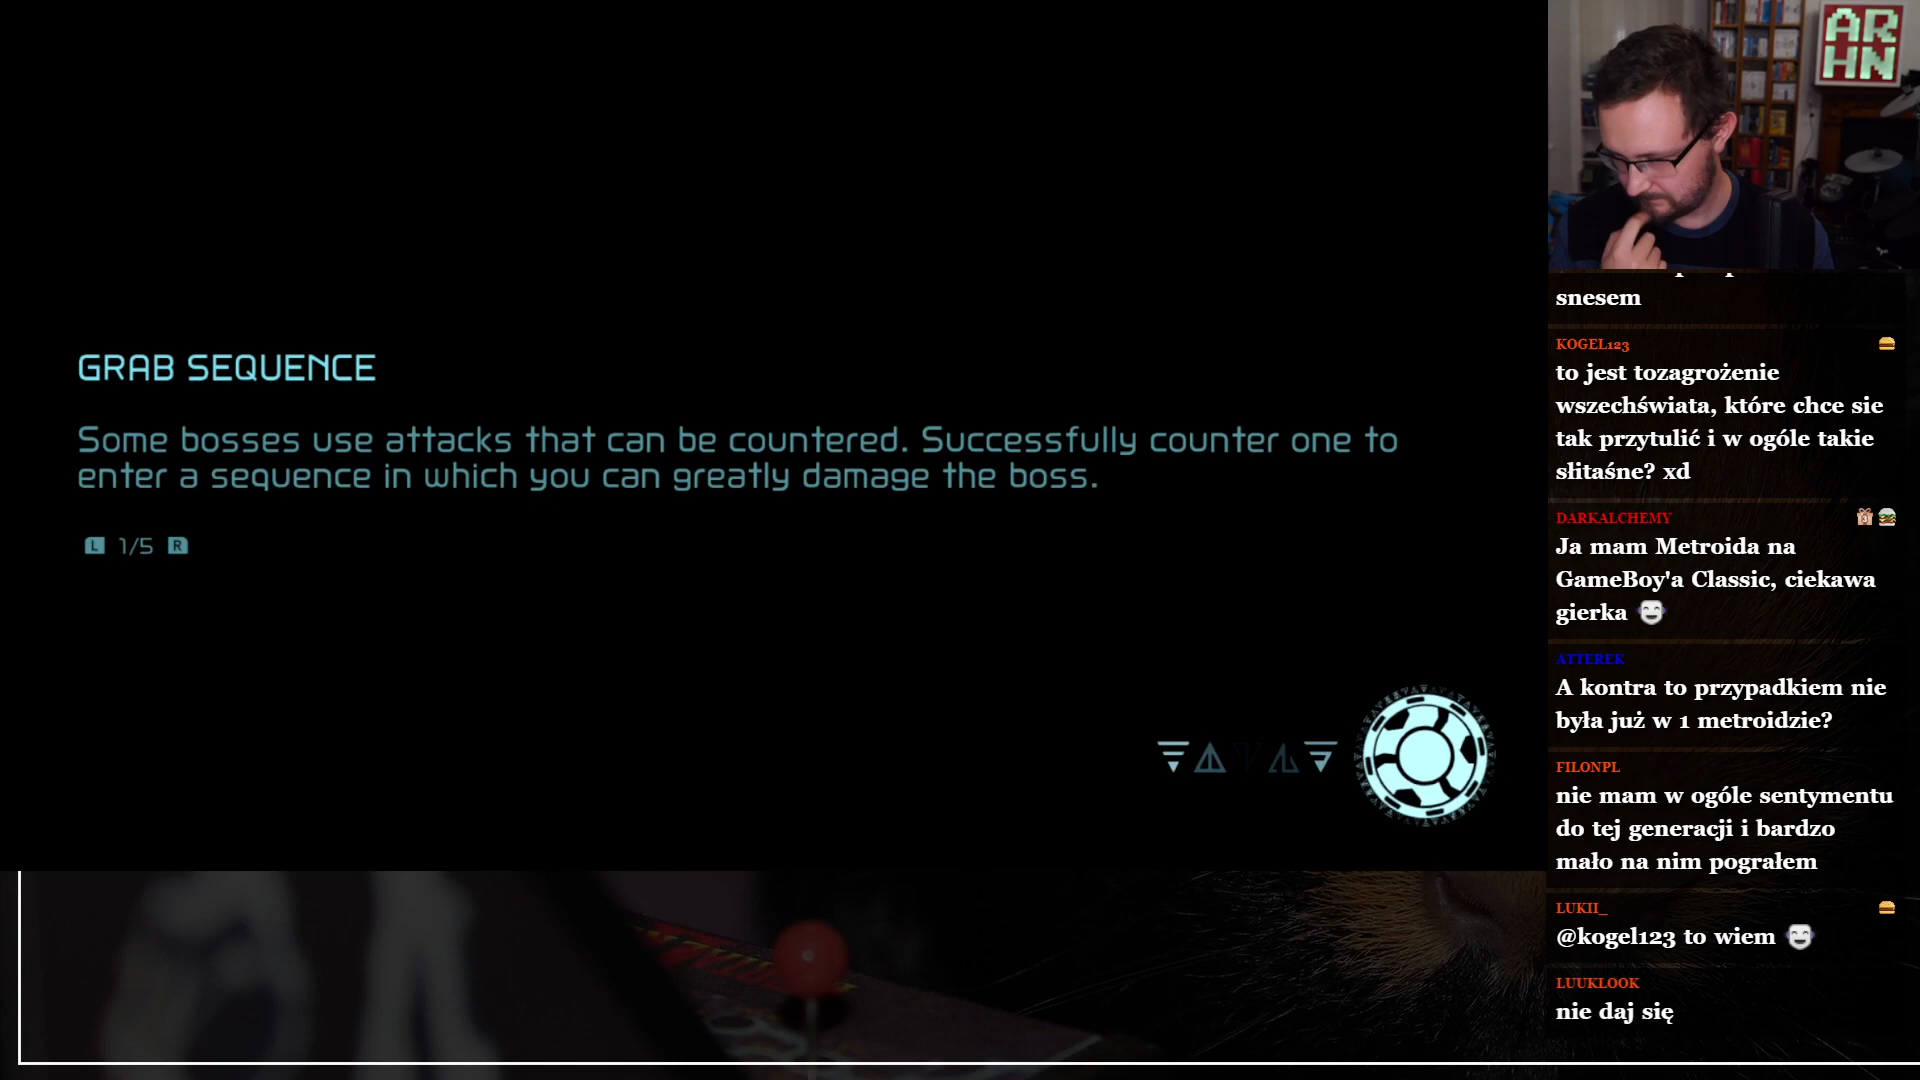 GRAB SEQUENCE
Some bosses use attacks that can be countered. Successfully counter one to
enter a sequence in which you can greatly damage the boss.
L 1/5 R
AR
HN
snesem
KOGEL123
to jest tozagrożenie
wszechświata, które chce sie
tak przytulić i w ogóle takie
słitaśne? xd
DARKALCHEMY
Ja mam Metroida na
GameBoy'a Classic, ciekawa
gierka
ATTEREK
A kontra to przypadkiem nie
była już w 1 metroidzie?
FILONPL
nie mam w ogóle sentymentu
do tej generacji i bardzo
mało na nim pograłem
LUKII_
@kogel123 to wiem
LUUKLOOK
nie daj się